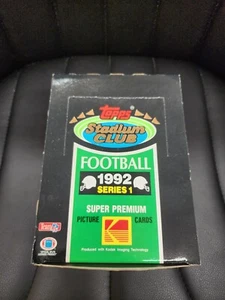 Topps
Stadium
CLUB
FOOTBALL
1992
SERIES 1
SUPER PREMIUM
PICTURE CARDS
Produced with Kodak Imaging Technology